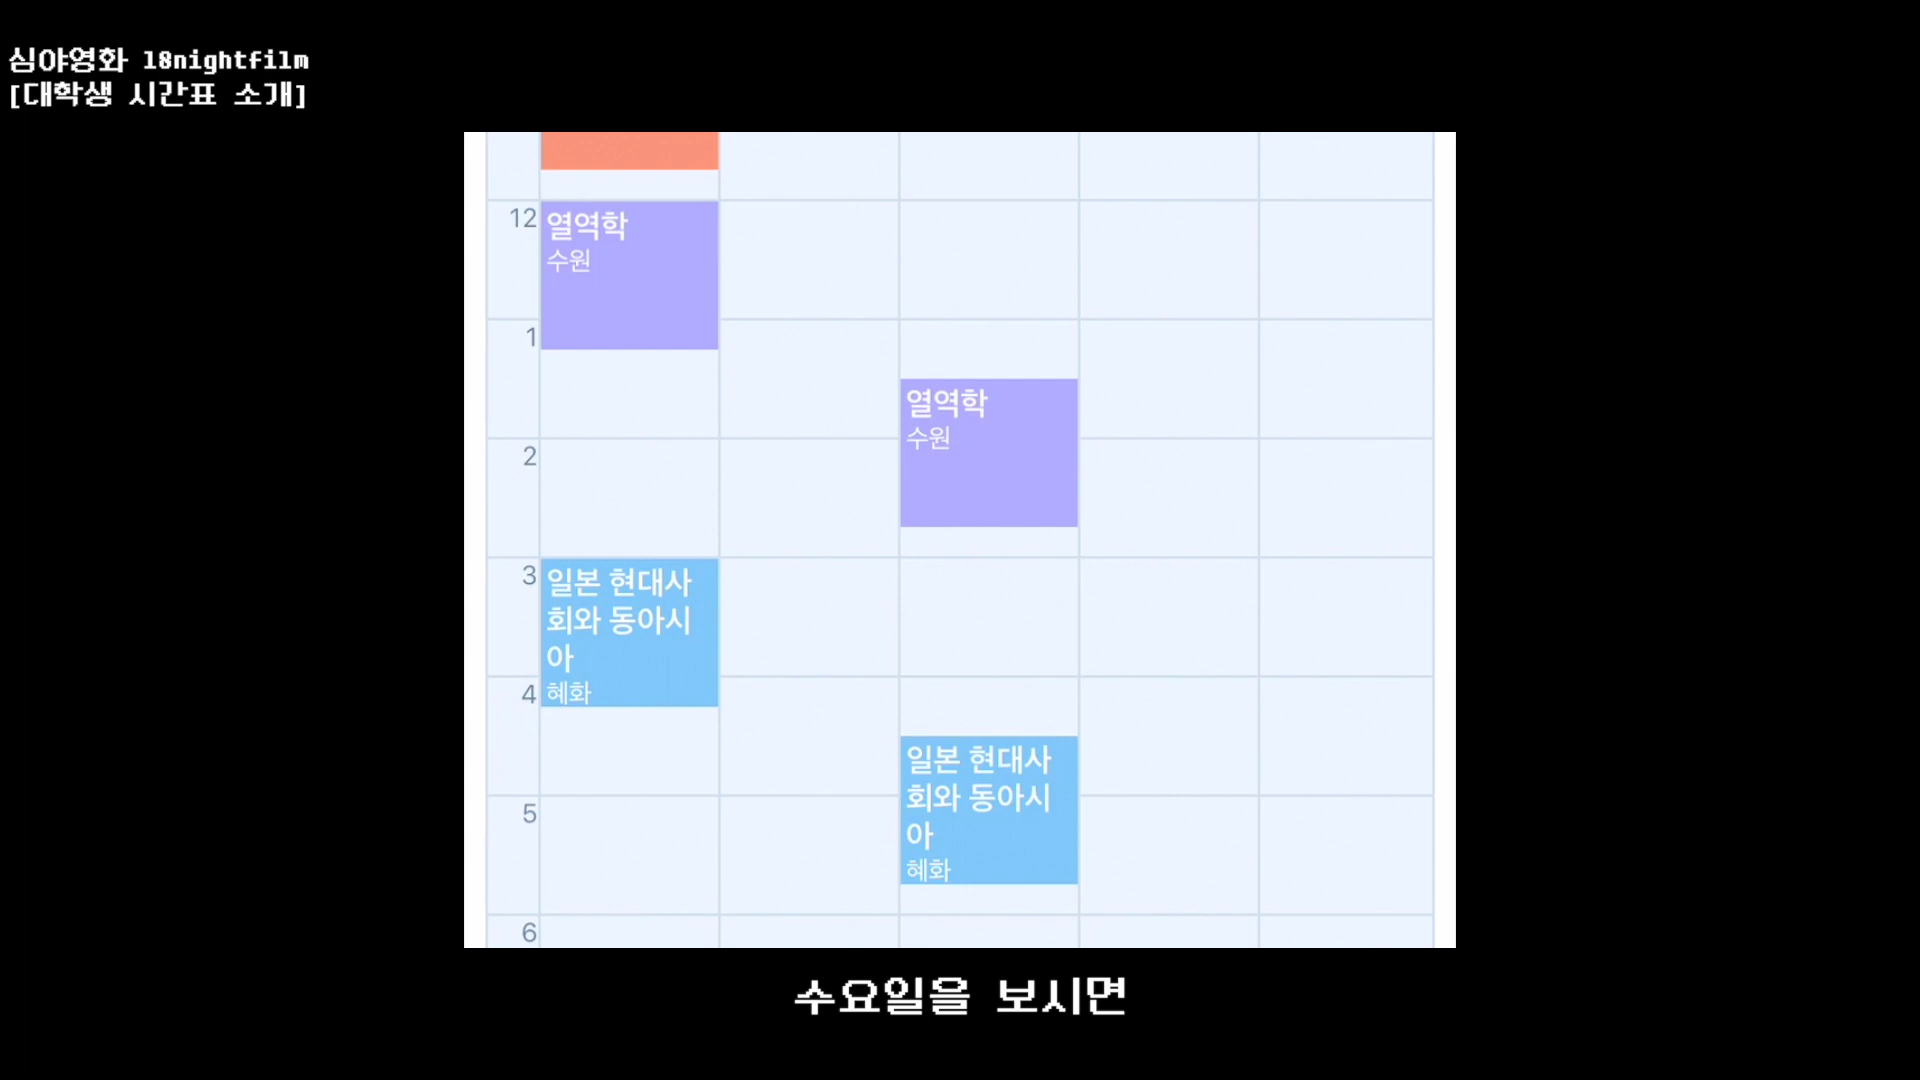 심야영화 18nightfilm
[대학생 시간표 소개]
12
열역학
수원
1
열역학
수원
2
3
일본 현대사
회와 동아시
아
혜화
4
일본 현대사
회와 동아시
아
혜화
5
6
수요일을 보시면